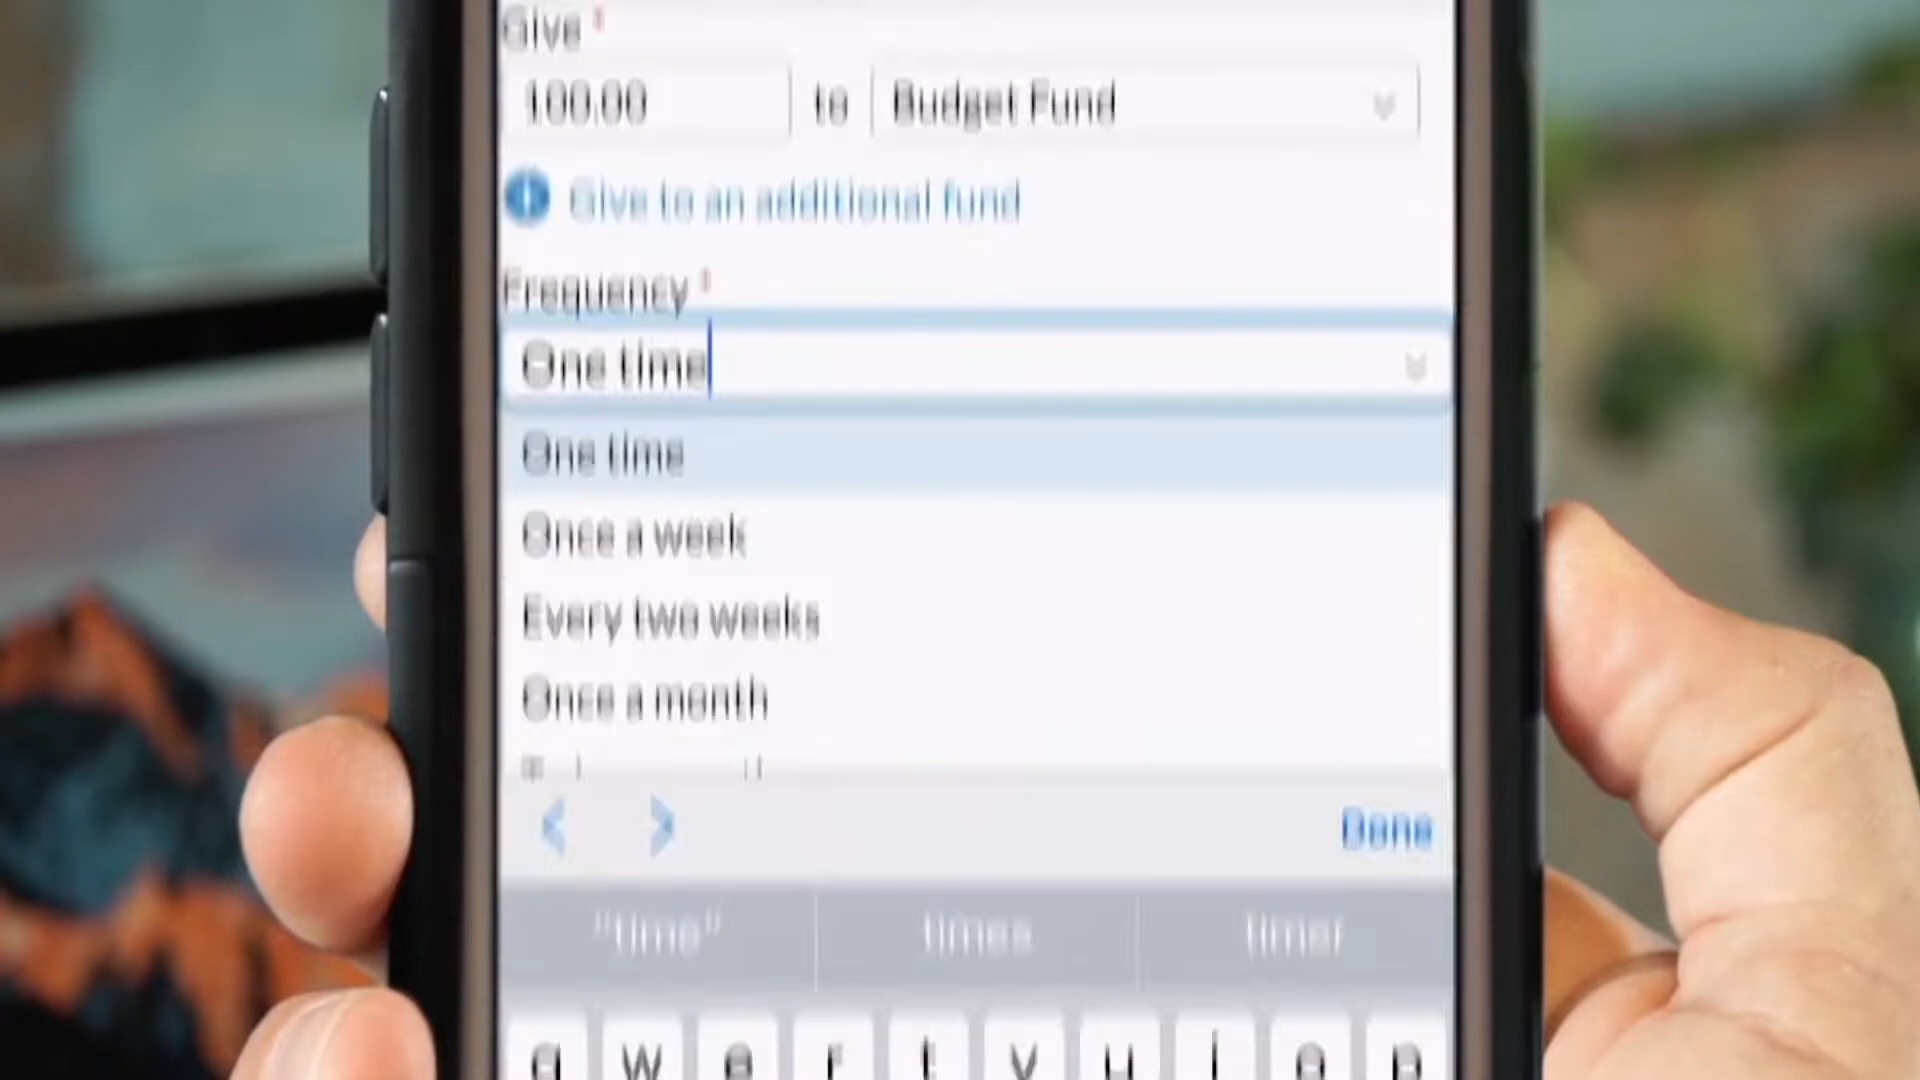 Give *
100.00 to Budget Fund
Give to an additional fund
Frequency *
One time
One time
Once a week
Every two weeks
Once a month
Done
"time" times timer
q w e r t y u i o p